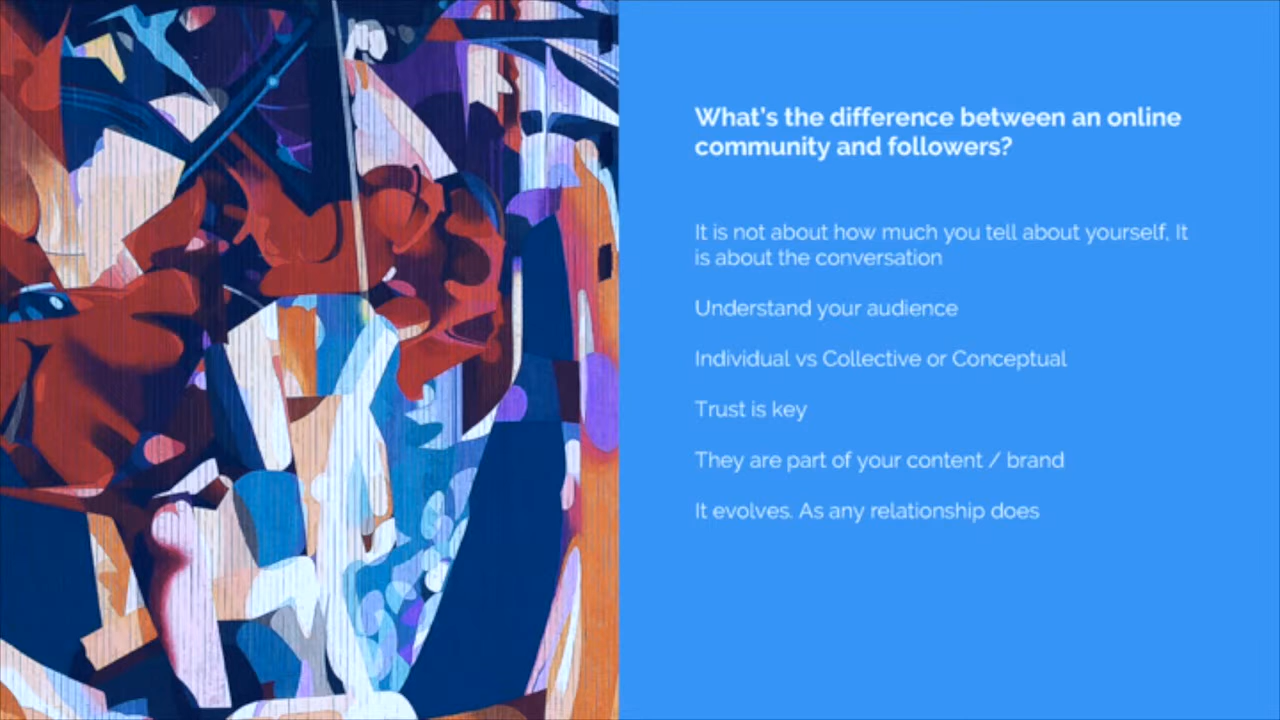 What's the difference between an online
community and followers?
It is not about how much you tell about yourself, It
is about the conversation
Understand your audience
Individual vs Collective or Conceptual
Trust is key
They are part of your content / brand
It evolves. As any relationship does